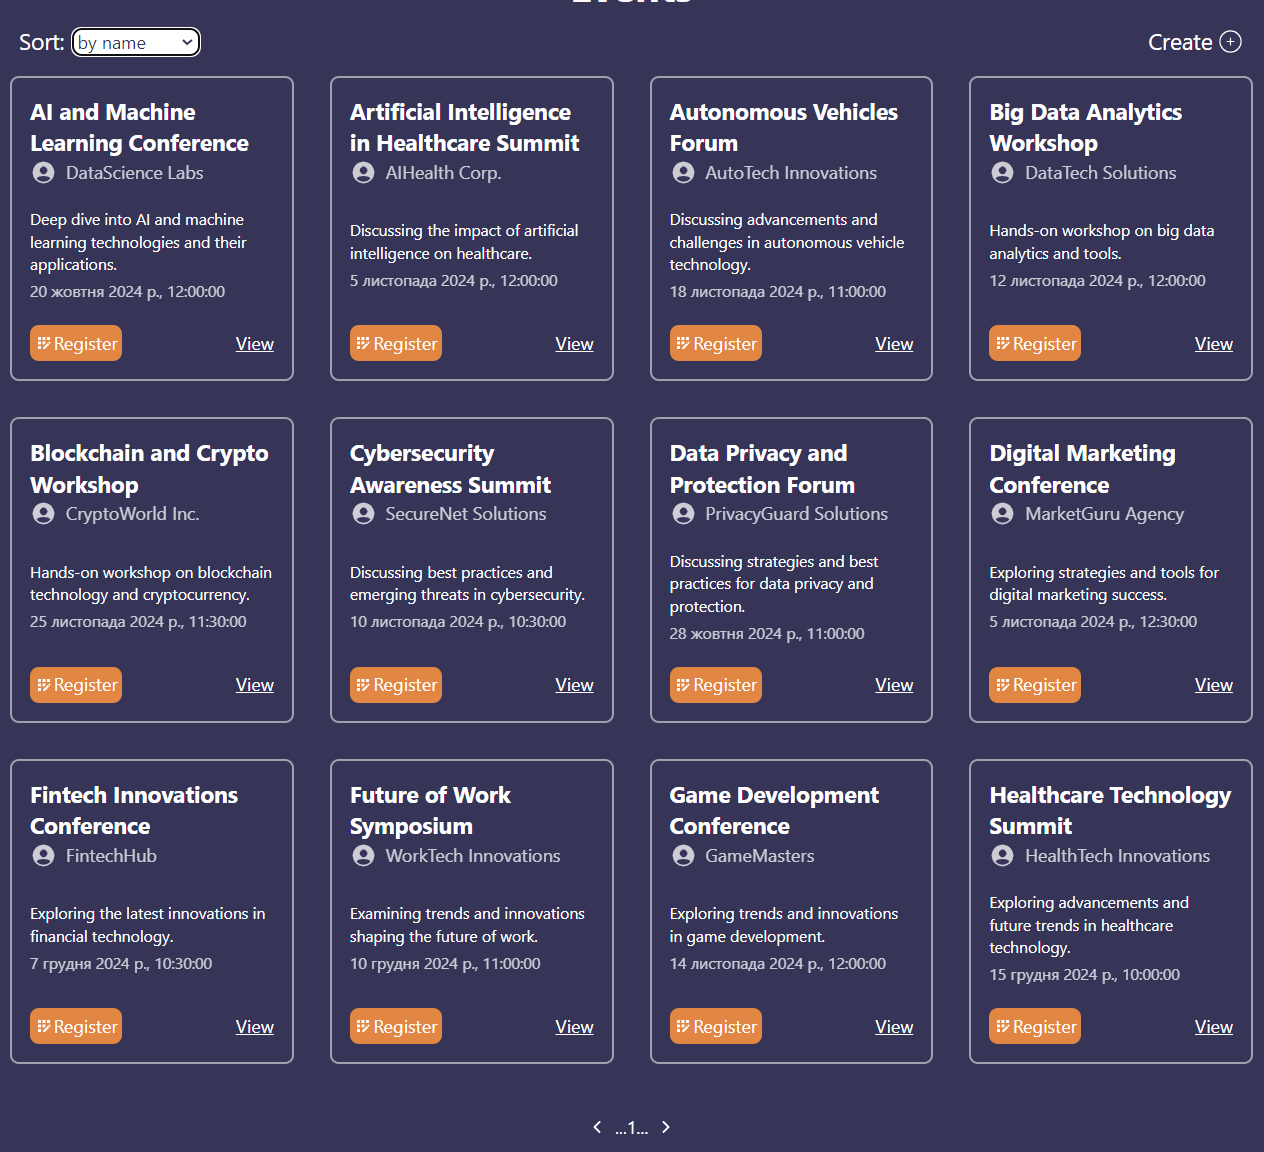 Events
Sort: by name
Create
AI and Machine
Learning Conference
DataScience Labs
Deep dive into AI and machine
learning technologies and their
applications.
20 жовтня 2024 р., 12:00:00
Register View
Artificial Intelligence
in Healthcare Summit
AIHealth Corp.
Discussing the impact of artificial
intelligence on healthcare.
5 листопада 2024 р., 12:00:00
Register View
Autonomous Vehicles
Forum
AutoTech Innovations
Discussing advancements and
challenges in autonomous vehicle
technology.
18 листопада 2024 р., 11:00:00
Register View
Big Data Analytics
Workshop
DataTech Solutions
Hands-on workshop on big data
analytics and tools.
12 листопада 2024 р., 12:00:00
Register View
Blockchain and Crypto
Workshop
CryptoWorld Inc.
Hands-on workshop on blockchain
technology and cryptocurrency.
25 листопада 2024 р., 11:30:00
Register View
Cybersecurity
Awareness Summit
SecureNet Solutions
Discussing best practices and
emerging threats in cybersecurity.
10 листопада 2024 р., 10:30:00
Register View
Data Privacy and
Protection Forum
PrivacyGuard Solutions
Discussing strategies and best
practices for data privacy and
protection.
28 жовтня 2024 р., 11:00:00
Register View
Digital Marketing
Conference
MarketGuru Agency
Exploring strategies and tools for
digital marketing success.
5 листопада 2024 р., 12:30:00
Register View
Fintech Innovations
Conference
FintechHub
Exploring the latest innovations in
financial technology.
7 грудня 2024 р., 10:30:00
Register View
Future of Work
Symposium
WorkTech Innovations
Examining trends and innovations
shaping the future of work.
10 грудня 2024 р., 11:00:00
Register View
Game Development
Conference
GameMasters
Exploring trends and innovations
in game development.
14 листопада 2024 р., 12:00:00
Register View
Healthcare Technology
Summit
HealthTech Innovations
Exploring advancements and
future trends in healthcare
technology.
15 грудня 2024 р., 10:00:00
Register View
...1...